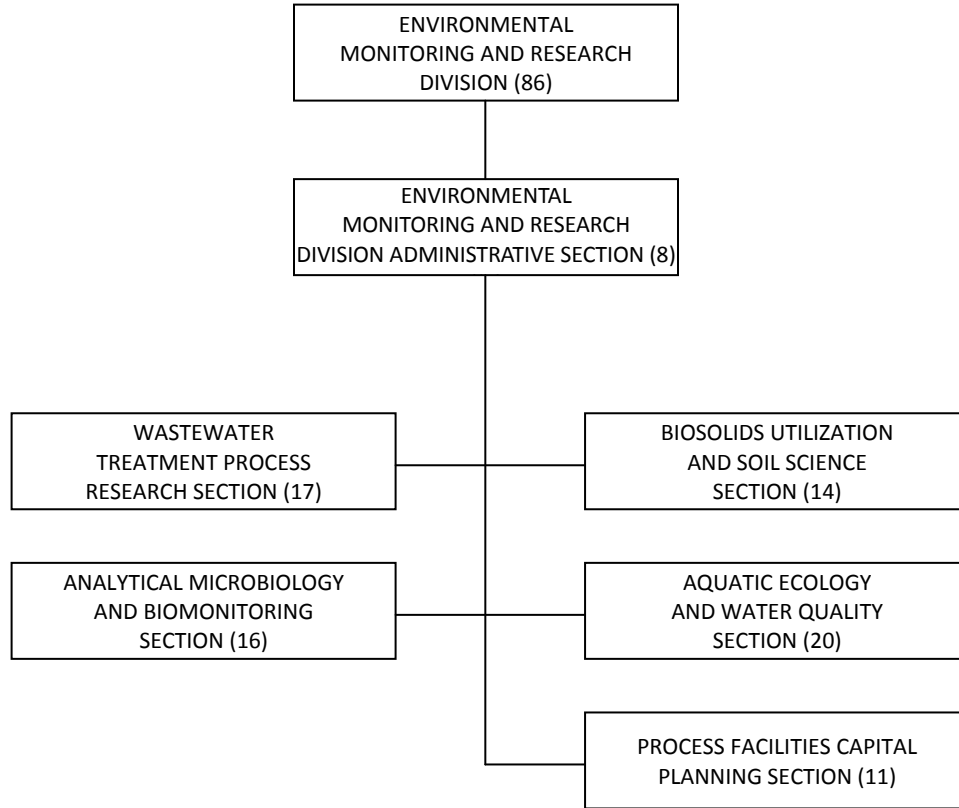 ENVIRONMENTAL
MONITORING AND RESEARCH
DIVISION (86)
ENVIRONMENTAL
MONITORING AND RESEARCH
DIVISION ADMINISTRATIVE SECTION (8)
WASTEWATER
TREATMENT PROCESS
RESEARCH SECTION (17)
BIOSOLIDS UTILIZATION
AND SOIL SCIENCE
SECTION (14)
ANALYTICAL MICROBIOLOGY
AND BIOMONITORING
SECTION (16)
AQUATIC ECOLOGY
AND WATER QUALITY
SECTION (20)
PROCESS FACILITIES CAPITAL
PLANNING SECTION (11)